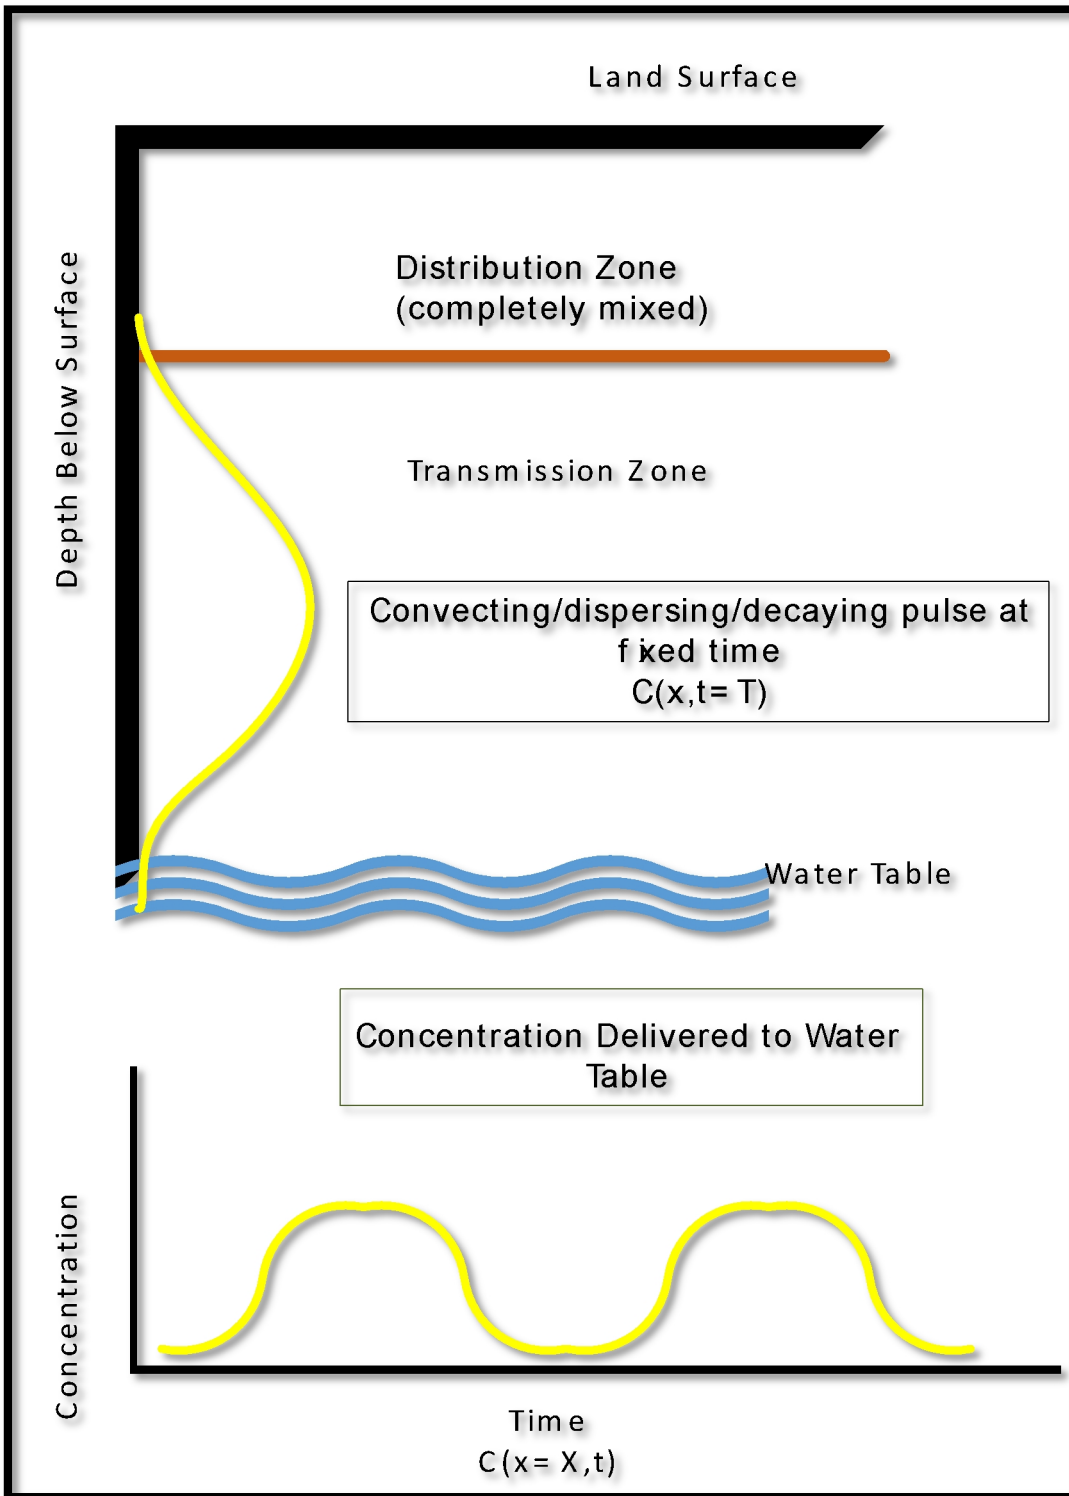 Land Surface
Depth Below Surface
Distribution Zone
(completely mixed)
Transmission Zone
Convecting/dispersing/decaying pulse at
fixed time
C(x,t= T)
Water Table
Concentration Delivered to Water
Table
Concentration
Time
C(x= X,t)